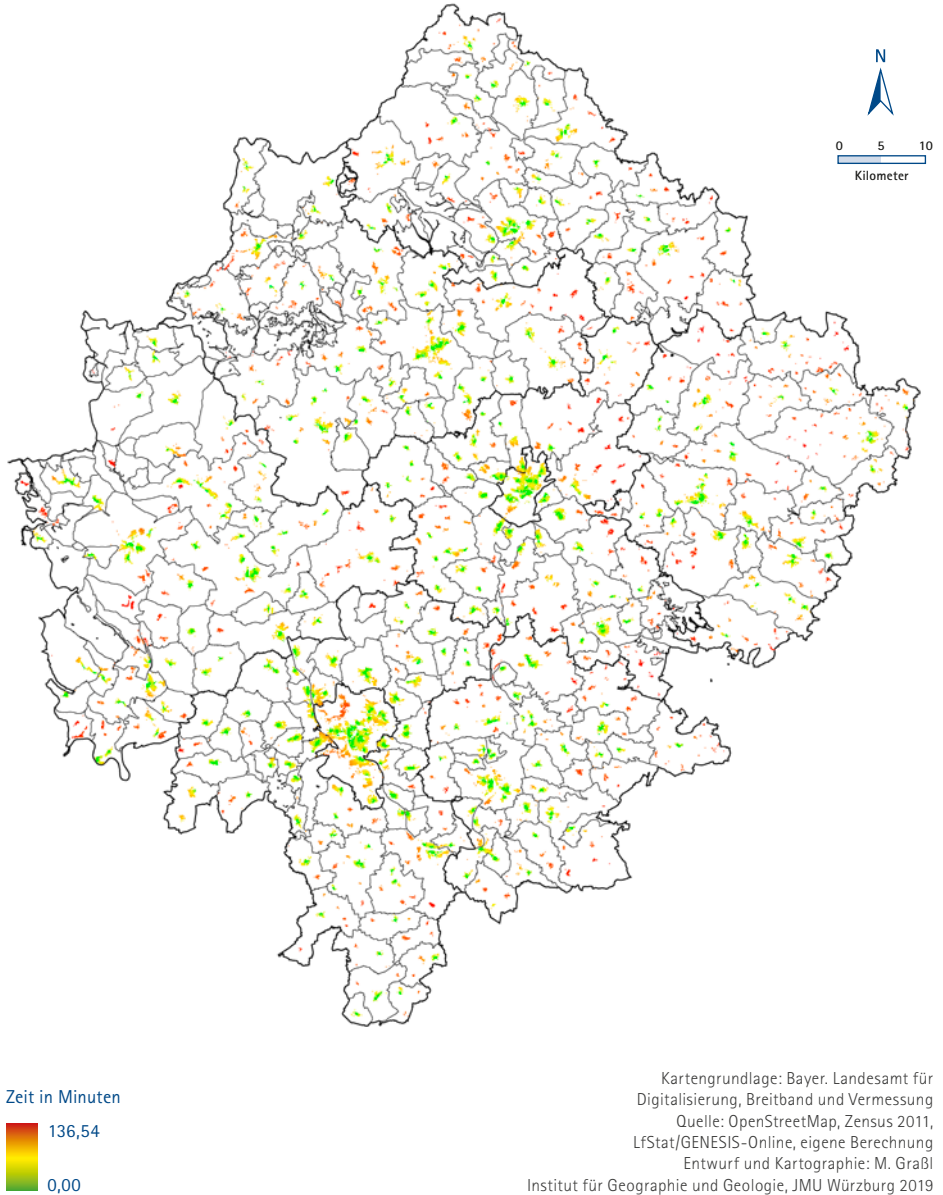 N
0 5 10
Kilometer
Zeit in Minuten
136,54
0,00
Kartengrundlage: Bayer. Landesamt für
Digitalisierung, Breitband und Vermessung
Quelle: OpenStreetMap, Zensus 2011,
LfStat/GENESIS-Online, eigene Berechnung
Entwurf und Kartographie: M. Graßl
Institut für Geographie und Geologie, JMU Würzburg 2019